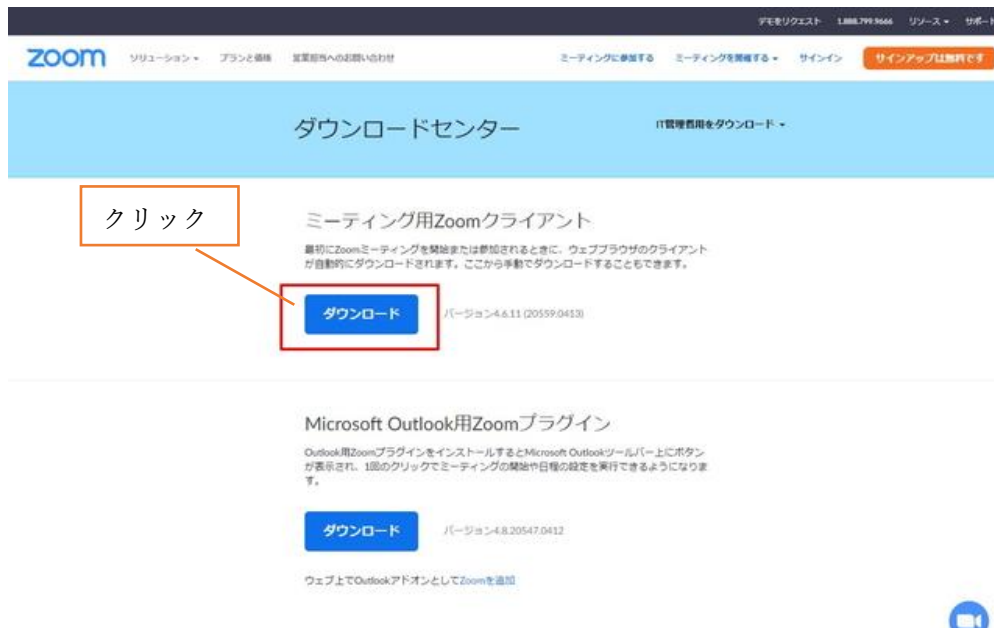 デモをリクエスト 1.888.799.9666 リソース サポート
zoom ソリューション プランと価格 営業担当へのお問い合わせ ミーティングに参加する ミーティングを開催する サインイン サインアップは無料です
ダウンロードセンター IT管理者用をダウンロード
クリック
ミーティング用Zoomクライアント
最初にZoomミーティングを開始または参加されるときに、ウェブブラウザのクライアント
が自動的にダウンロードされます。ここから手動でダウンロードすることもできます。
ダウンロード バージョン4.6.11 (20559.0413)
Microsoft Outlook用Zoomプラグイン
Outlook用ZoomプラグインをインストールするとMicrosoft Outlookツールバー上にボタン
が表示され、1回のクリックでミーティングの開始や日程の設定を実行できるようになりま
す。
ダウンロード バージョン4.8.20547.0412
ウェブ上でOutlookアドオンとしてZoomを追加